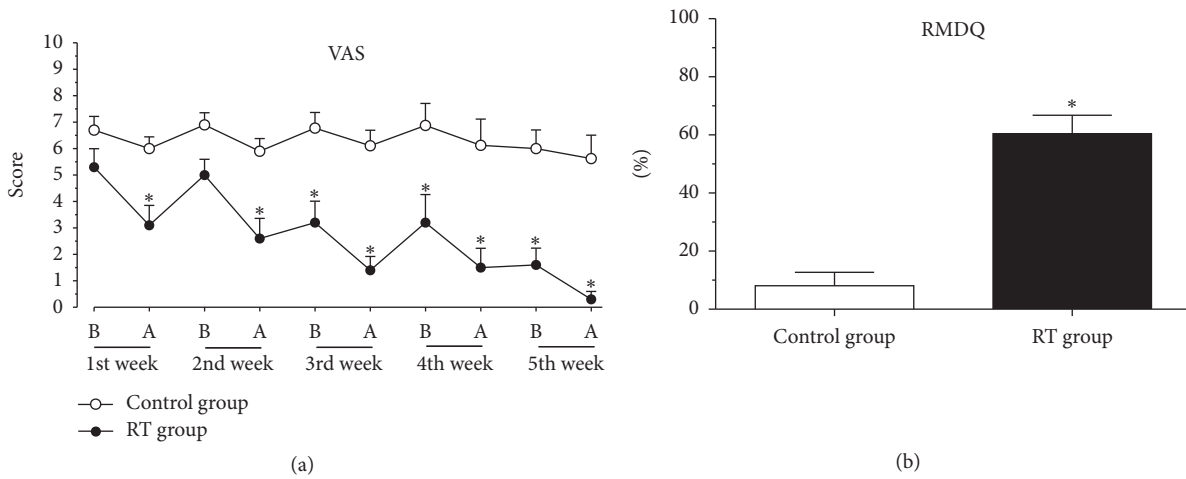 VAS
10
9
8
7
6
5
4
3
2
1
0
Score
* * * * * * * *
B A B A B A B A B A
1st week 2nd week 3rd week 4th week 5th week
Control group
RT group
(a)
RMDQ
100
80
60
40
20
0
(%)
*
Control group RT group
(b)